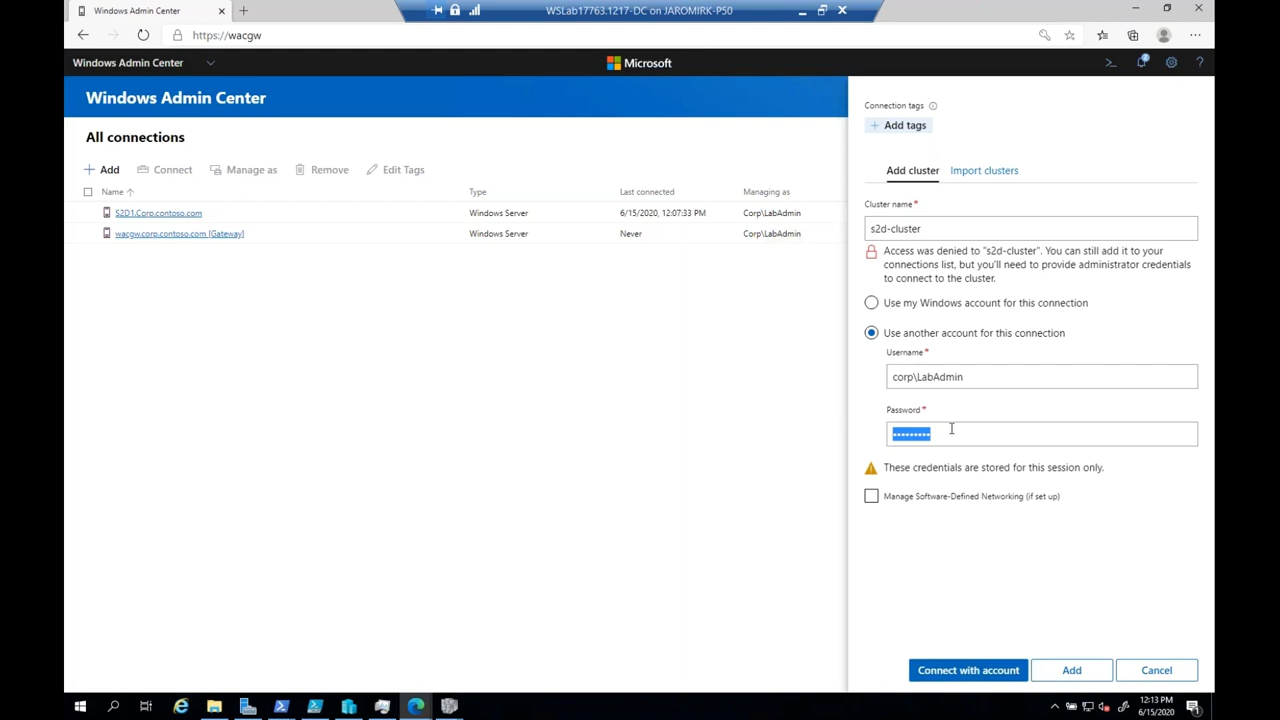 Windows Admin Center
WSLab17763.1217-DC on JAROMIRK-P50
https://wacgw
Windows Admin Center
Microsoft
Windows Admin Center
All connections
Add
Connect
Manage as
Remove
Edit Tags
Name
Type
Last connected
Managing as
S2D1.Corp.contoso.com
Windows Server
6/15/2020, 12:07:33 PM
Corp\LabAdmin
wacgw.corp.contoso.com [Gateway]
Windows Server
Never
Corp\LabAdmin
Connection tags
Add tags
Add cluster
Import clusters
Cluster name*
s2d-cluster
Access was denied to "s2d-cluster". You can still add it to your
connections list, but you'll need to provide administrator credentials
to connect to the cluster.
Use my Windows account for this connection
Use another account for this connection
Username*
corp\LabAdmin
Password*
•••••••••
These credentials are stored for this session only.
Manage Software-Defined Networking (if set up)
Connect with account
Add
Cancel
12:13 PM
6/15/2020